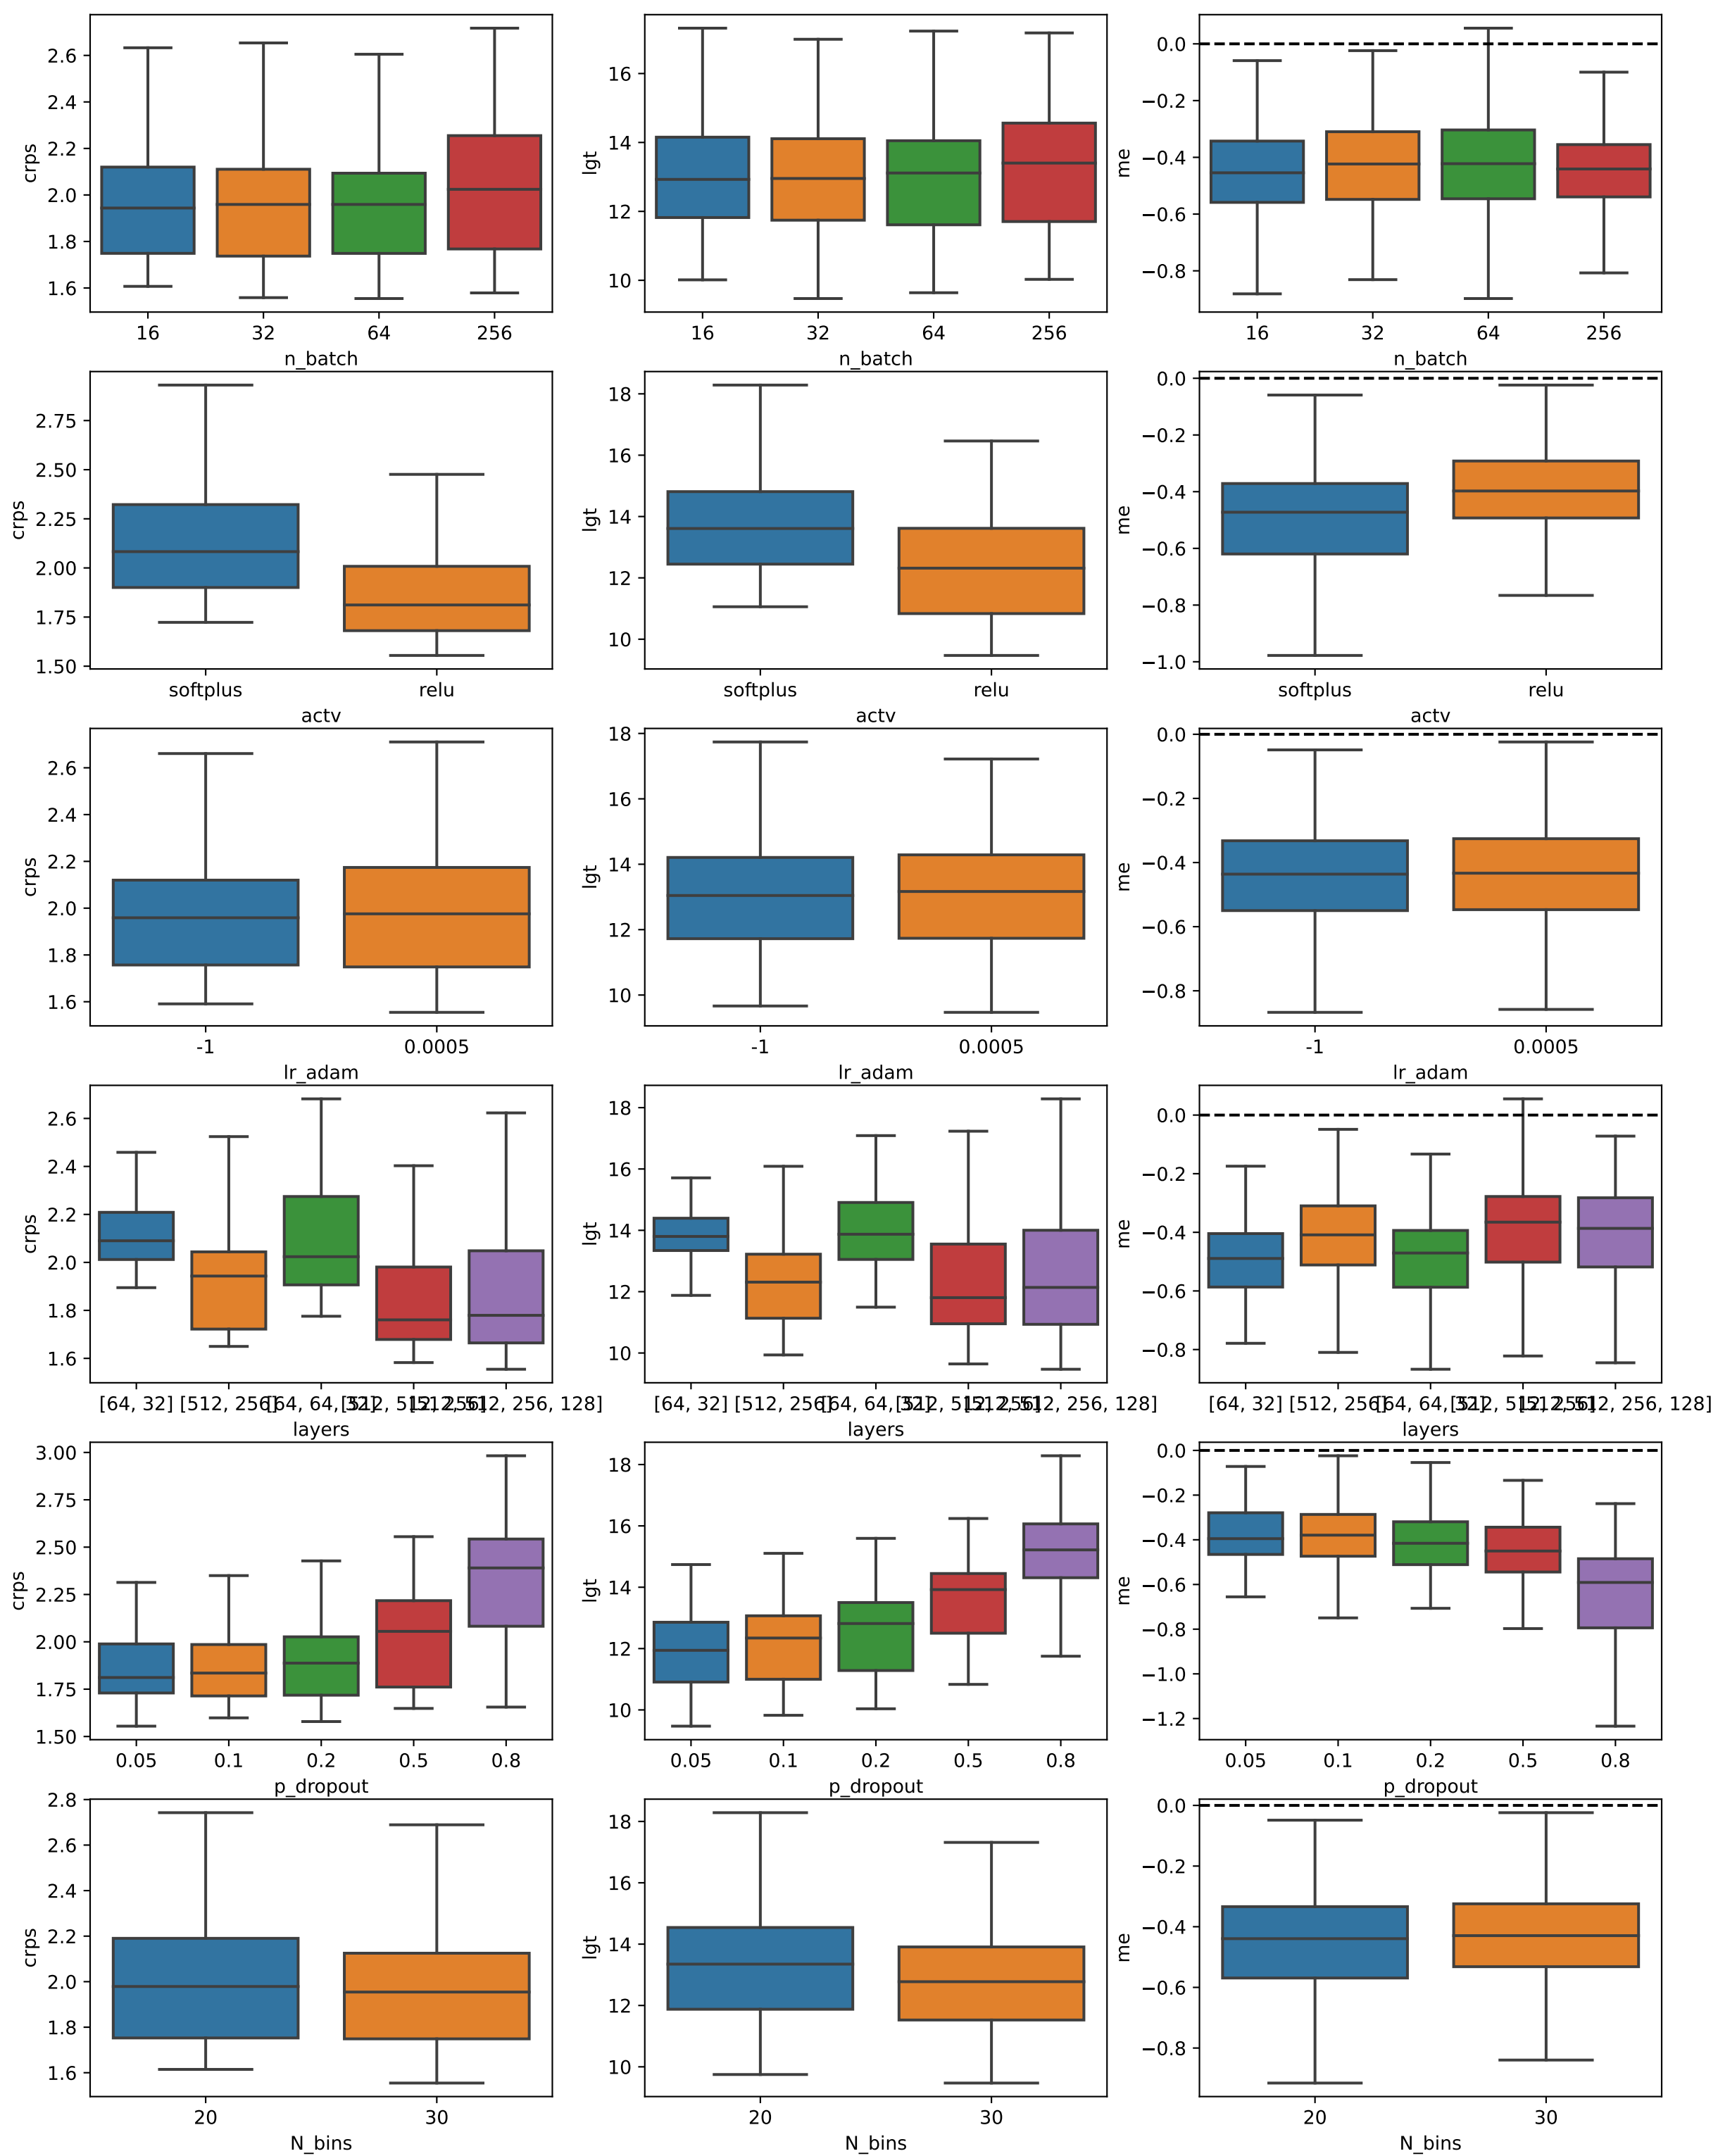 crps
2.6
2.4
2.2
2.0
1.8
1.6
16 32 64 256
n_batch
lgt
16
14
12
10
16 32 64 256
n_batch
me
0.0
−0.2
−0.4
−0.6
−0.8
16 32 64 256
n_batch
crps
2.75
2.50
2.25
2.00
1.75
1.50
softplus relu
actv
lgt
18
16
14
12
10
softplus relu
actv
me
0.0
−0.2
−0.4
−0.6
−0.8
−1.0
softplus relu
actv
crps
2.6
2.4
2.2
2.0
1.8
1.6
-1 0.0005
lr_adam
lgt
18
16
14
12
10
-1 0.0005
lr_adam
me
0.0
−0.2
−0.4
−0.6
−0.8
-1 0.0005
lr_adam
crps
2.6
2.4
2.2
2.0
1.8
1.6
[64, 32] [512, 256] 256, 128]
layers
lgt
18
16
14
12
10
[64, 32] [512, 256] 256, 128]
layers
me
0.0
−0.2
−0.4
−0.6
−0.8
[64, 32] [512, 256] 256, 128]
layers
crps
3.00
2.75
2.50
2.25
2.00
1.75
1.50
0.05 0.1 0.2 0.5 0.8
p_dropout
lgt
18
16
14
12
10
0.05 0.1 0.2 0.5 0.8
p_dropout
me
0.0
−0.2
−0.4
−0.6
−0.8
−1.0
−1.2
0.05 0.1 0.2 0.5 0.8
p_dropout
crps
2.8
2.6
2.4
2.2
2.0
1.8
1.6
20 30
N_bins
lgt
18
16
14
12
10
20 30
N_bins
me
0.0
−0.2
−0.4
−0.6
−0.8
20 30
N_bins